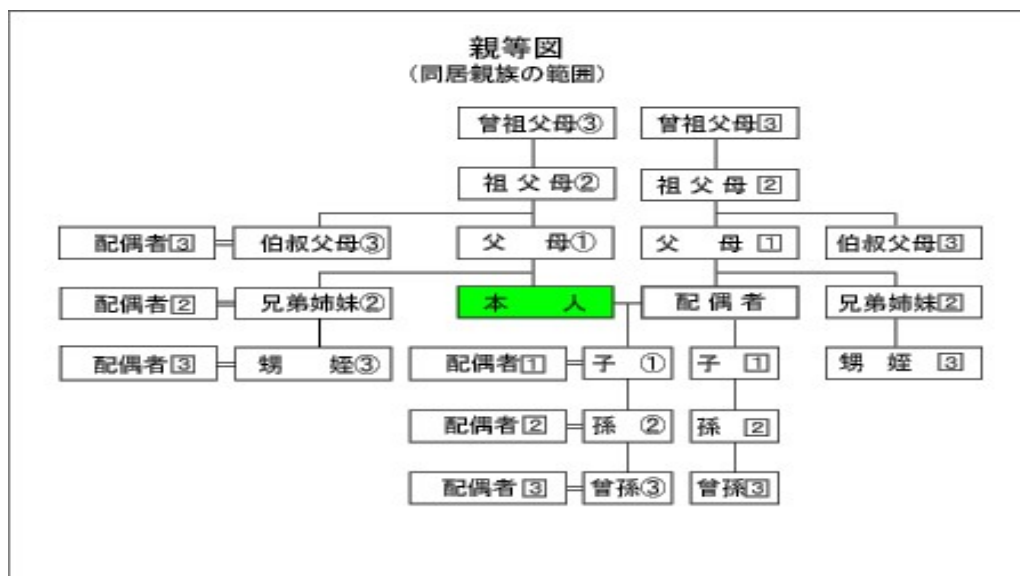 親等図
（同居親族の範囲）
曾祖父母③ 曾祖父母3
祖父母② 祖父母2
配偶者3 伯叔父母③ 父母① 父母1 伯叔父母3
配偶者2 兄弟姉妹② 本人 配偶者 兄弟姉妹2
配偶者3 甥姪③ 配偶者1 子① 子1 甥姪3
配偶者2 孫② 孫2
配偶者3 曾孫③ 曾孫3